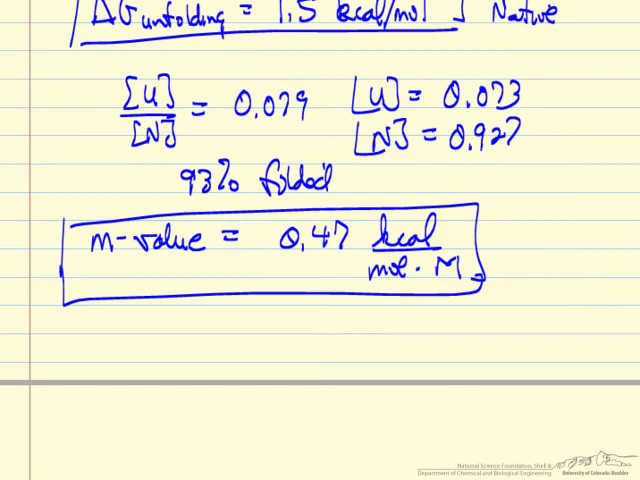 ΔG unfolding = 1.5 kcal/mol } Native
[U]/[N] = 0.079 [U] = 0.073
[N] = 0.927
93% folded
m-value = 0.47 kcal/mol · M
National Science Foundation, Shell &
Department of Chemical and Biological Engineering
University of Colorado-Boulder